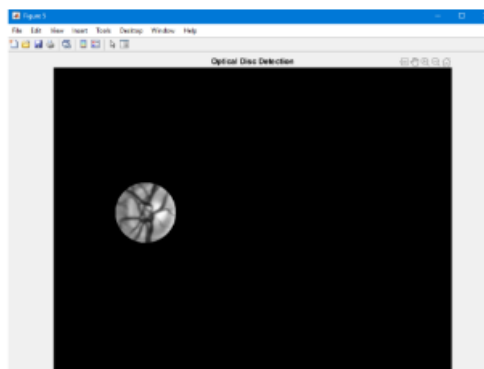 Figure 5
File Edit View Insert Tools Desktop Window Help
Optical Disc Detection